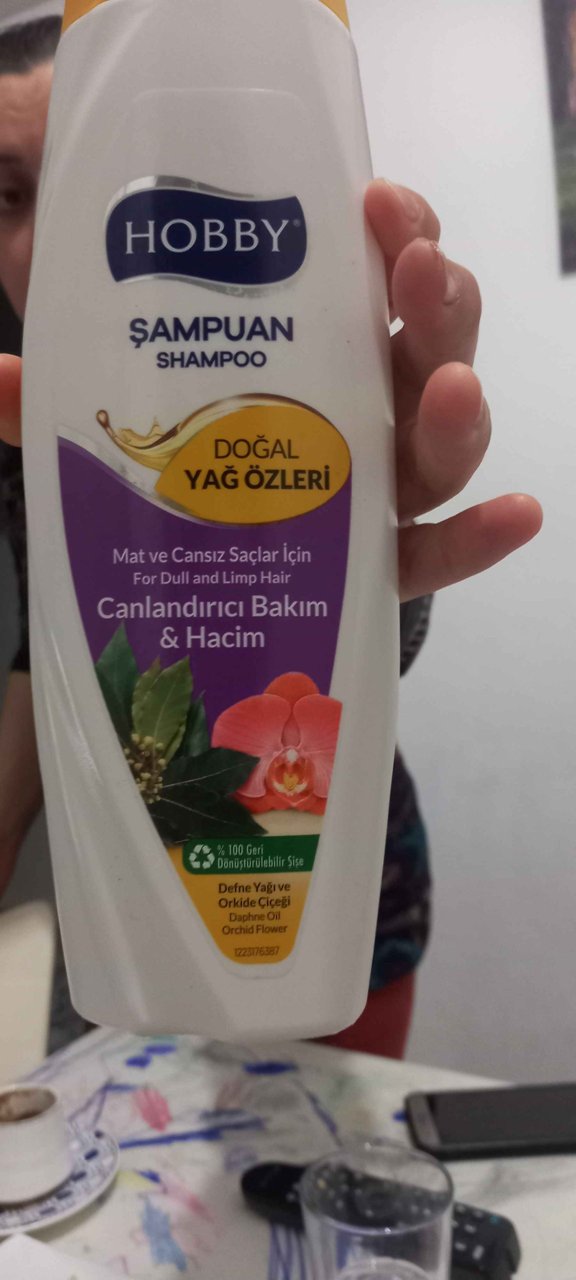 HOBBY®
ŞAMPUAN
SHAMPOO
DOĞAL
YAĞ ÖZLERİ
Mat ve Cansız Saçlar İçin
For Dull and Limp Hair
Canlandırıcı Bakım
& Hacim
% 100 Geri
Dönüştürülebilir Şişe
Defne Yağı ve
Orkide Çiçeği
Daphne Oil
Orchid Flower
1223176387